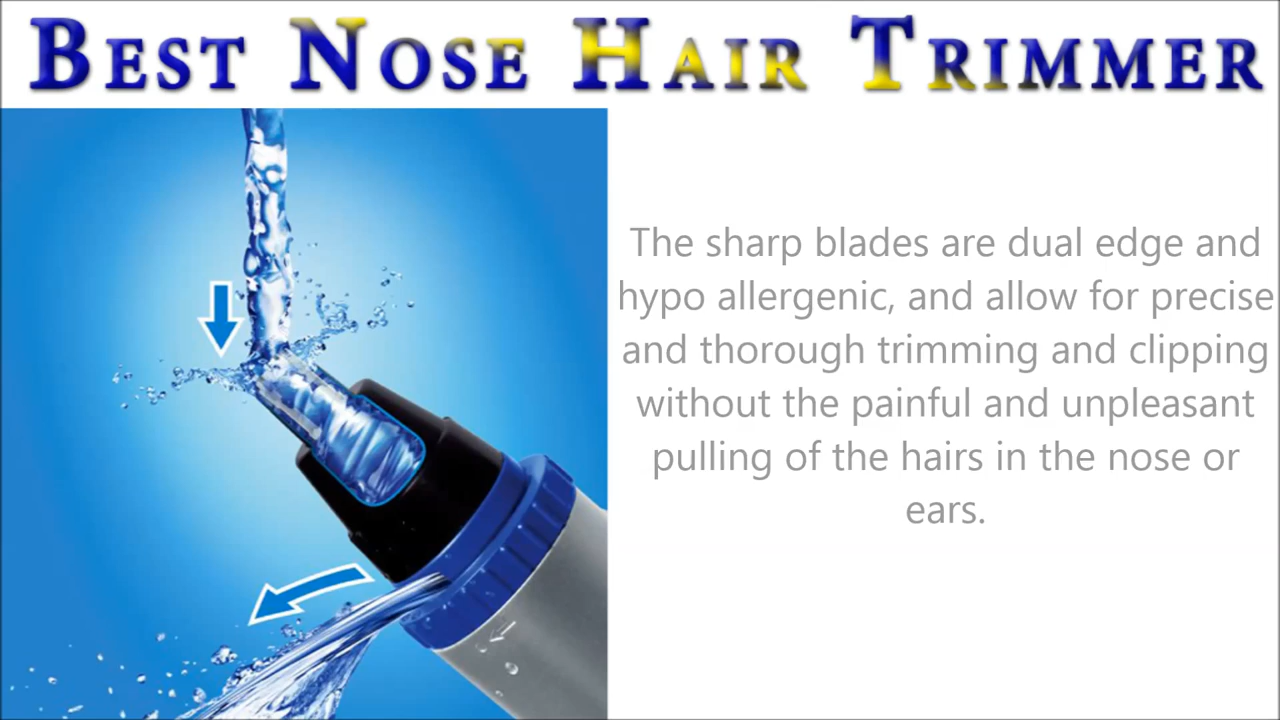 Best Nose Hair Trimmer
The sharp blades are dual edge and
hypo allergenic, and allow for precise
and thorough trimming and clipping
without the painful and unpleasant
pulling of the hairs in the nose or
ears.